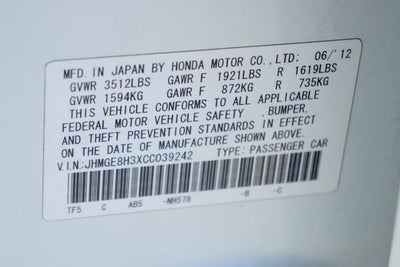 MFD. IN JAPAN BY HONDA MOTOR CO.,LTD: 06/'12
GVWR 3512LBS GAWR F 1921LBS R 1619LBS
GVWR 1594KG GAWR F 872KG R 735KG
THIS VEHICLE CONFORMS TO ALL APPLICABLE
FEDERAL MOTOR VEHICLE SAFETY ,BUMPER,
AND THEFT PREVENTION STANDARDS IN EFFECT
ON THE DATE OF MANUFACTURE SHOWN ABOVE.
V.I.N:JHMGE8H3XCC039242 TYPE: PASSENGER CAR
TF5 C AB5 -NH578 -B -C